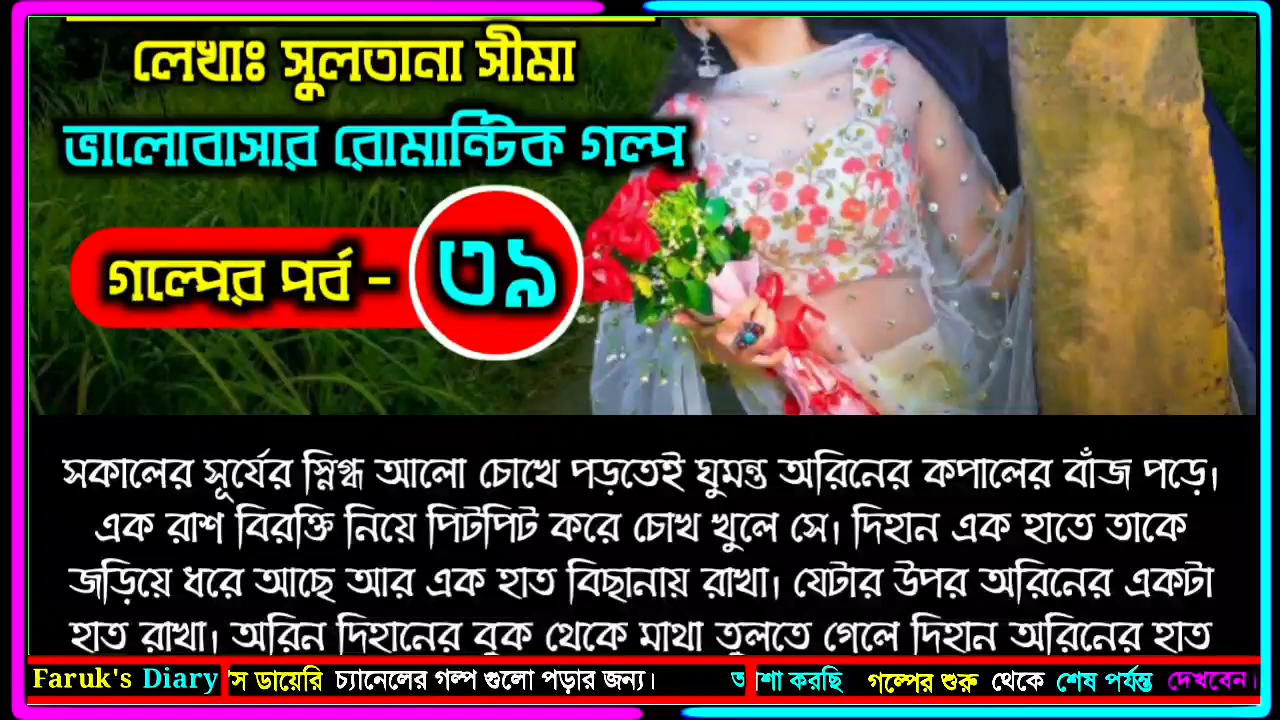 লেখাঃ সুলতানা সীমা
ভালোবাসার রোমান্টিক গল্প
গল্পের পর্ব - ৩৯
সকালের সূর্যের স্নিগ্ধ আলো চোখে পড়তেই ঘুমন্ত অরিনের কপালের বাঁজ পড়ে।
এক রাশ বিরক্তি নিয়ে পিটপিট করে চোখ খুলে সে। দিহান এক হাতে তাকে
জড়িয়ে ধরে আছে আর এক হাত বিছানায় রাখা। যেটার উপর অরিনের একটা
হাত রাখা। অরিন দিহানের বুক থেকে মাথা তুলতে গেলে দিহান অরিনের হাত
Faruk's Diary 'স ডায়েরি চ্যানেলের গল্প গুলো পড়ার জন্য। আশা করছি গল্পের শুরু থেকে শেষ পর্যন্ত দেখবেন।